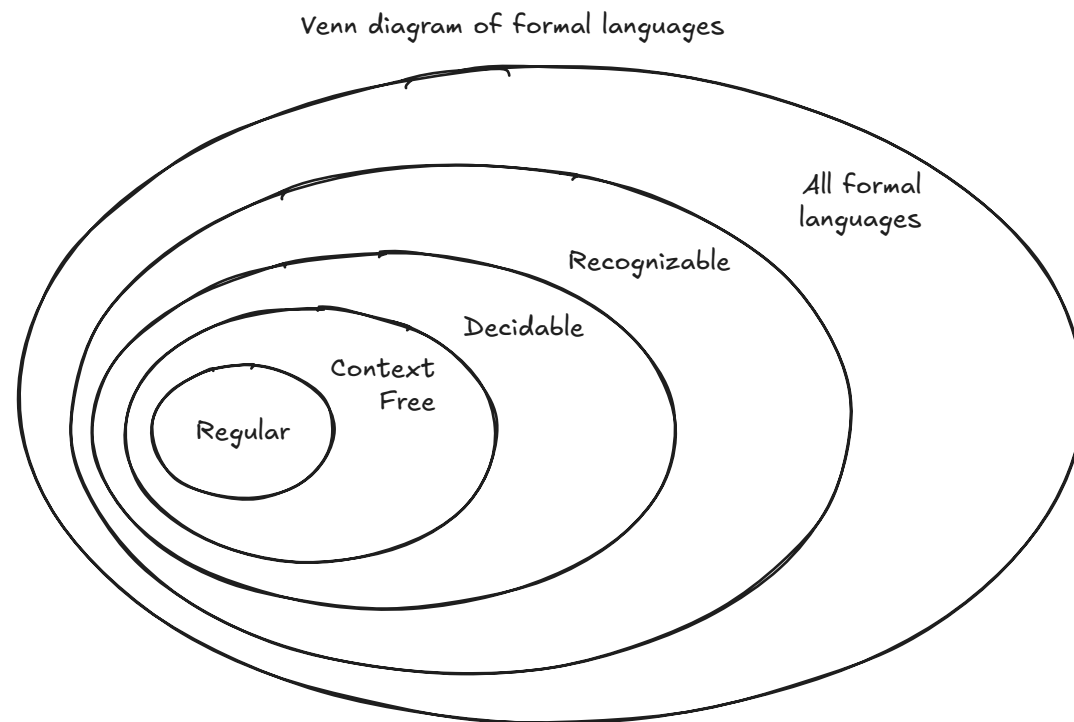 Venn diagram of formal languages
All formal
languages
Recognizable
Decidable
Context
Free
Regular